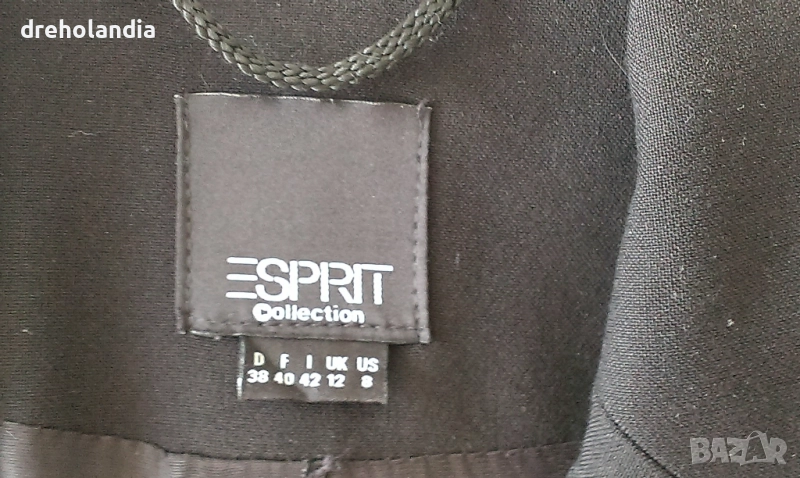 dreholandia
ESPRIT
Collection
D F I UK US
38 40 42 12 8
BAZAR